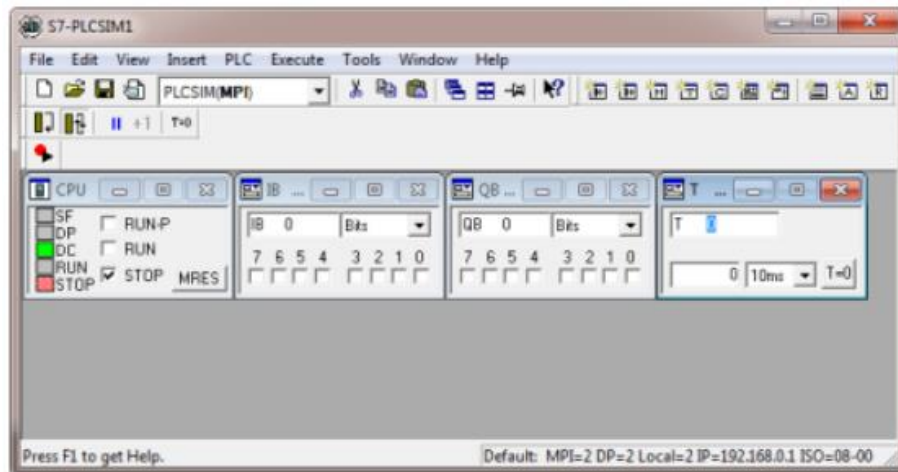 S7-PLCSIM1
File Edit View Insert PLC Execute Tools Window Help
PLCSIM(MPI)
+1 T=0
CPU IB ... QB ... T ...
SF
DP
DC
RUN
STOP
RUN-P
RUN
STOP
MRES
IB 0 Bits
7 6 5 4 3 2 1 0
QB 0 Bits
7 6 5 4 3 2 1 0
T 0
0 10ms T=0
Press F1 to get Help.
Default: MPI=2 DP=2 Local=2 IP=192.168.0.1 ISO=08-00